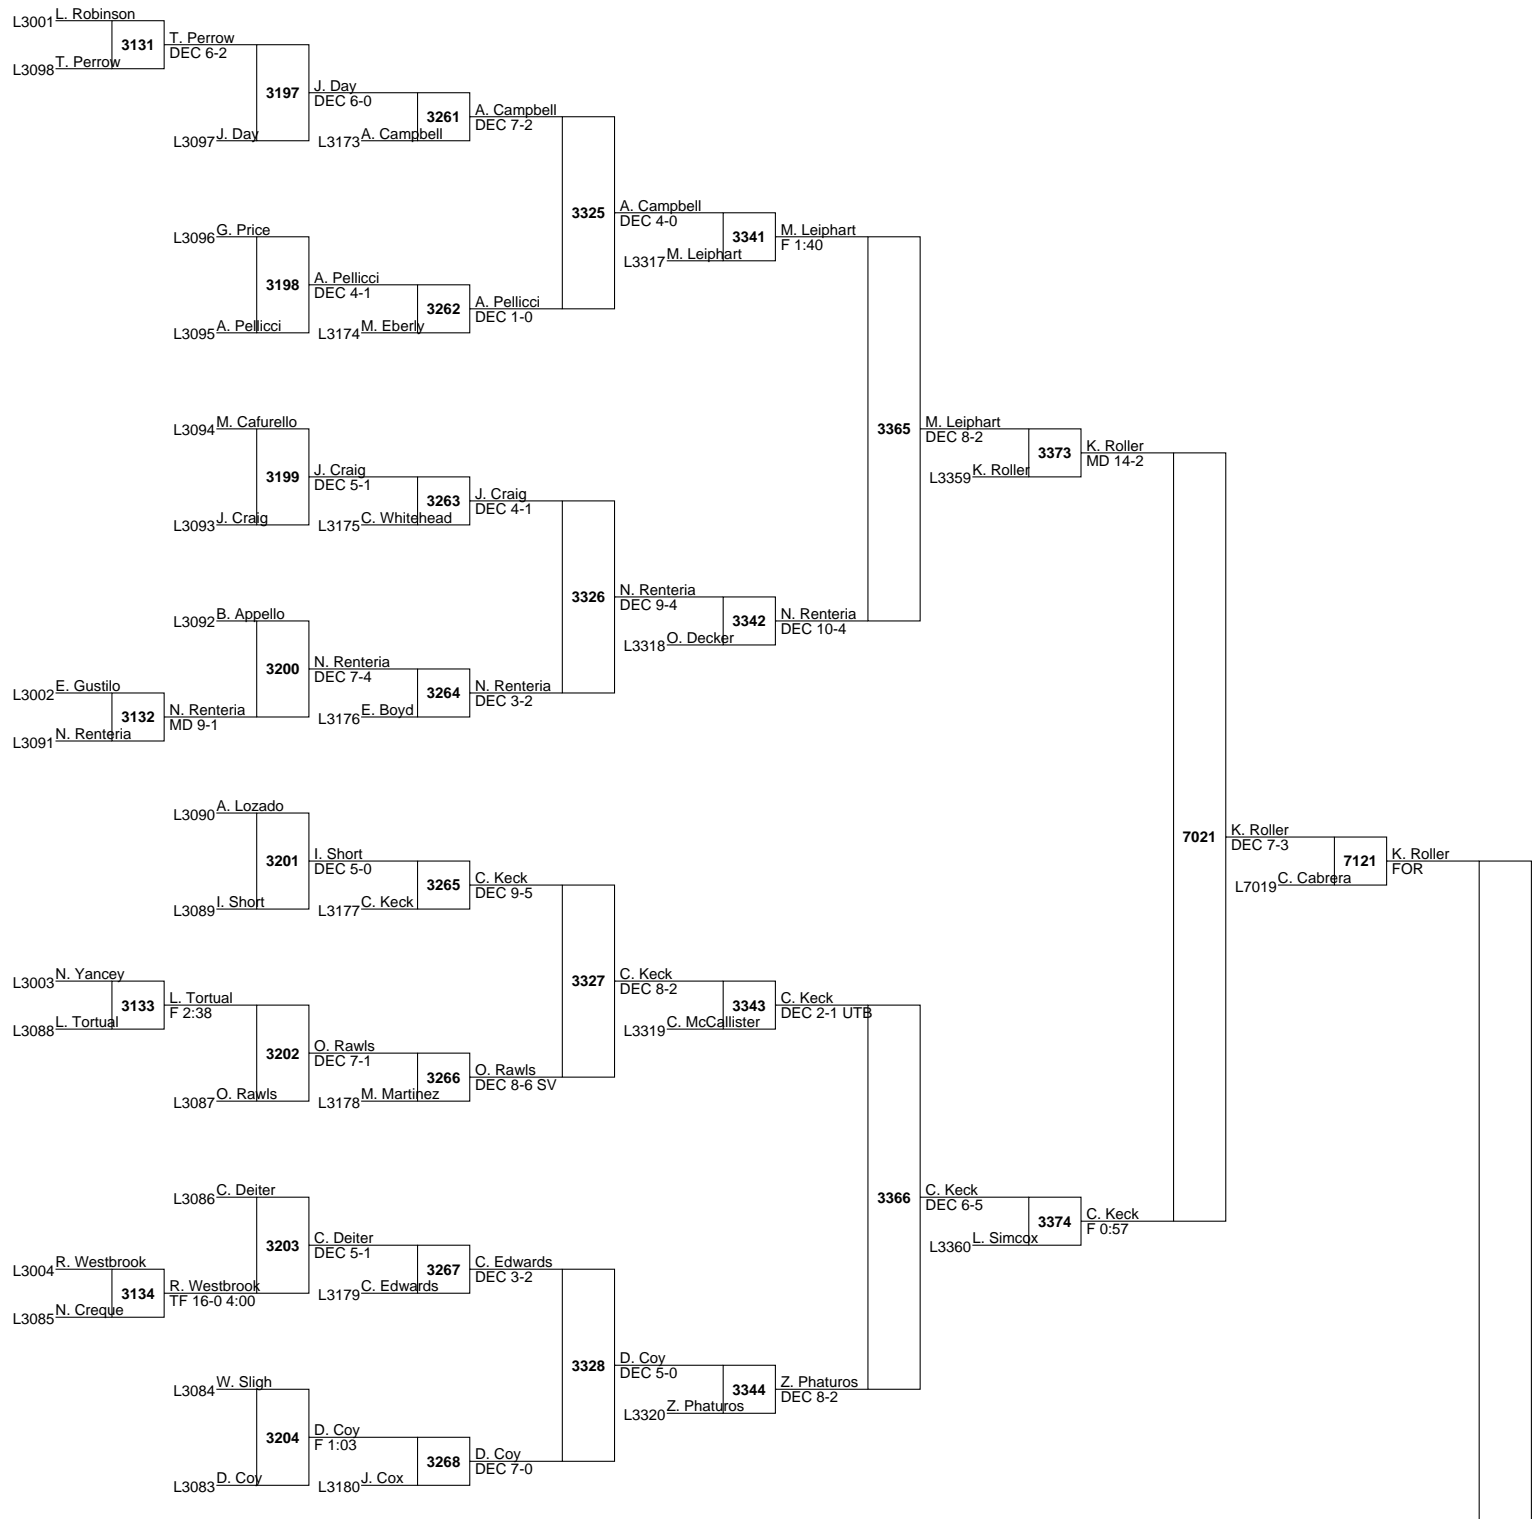 L. Robinson
L3001
3131
T. Perrow
DEC 6-2
L3098
T. Perrow
3197
J. Day
DEC 6-0
L3097
J. Day
3261
A. Campbell
DEC 7-2
L3173
A. Campbell
3325
A. Campbell
DEC 4-0
L3096
G. Price
3198
A. Pellicci
DEC 4-1
L3095
A. Pellicci
3262
A. Pellicci
DEC 1-0
L3174
M. Eberly
3341
M. Leiphart
F 1:40
L3317
M. Leiphart
3365
M. Leiphart
DEC 8-2
L3094
M. Cafurello
3199
J. Craig
DEC 5-1
L3093
J. Craig
3263
J. Craig
DEC 4-1
L3175
C. Whitehead
3326
N. Renteria
DEC 9-4
L3092
B. Appello
3200
N. Renteria
DEC 7-4
L3002
E. Gustilo
3132
N. Renteria
MD 9-1
L3091
N. Renteria
3264
N. Renteria
DEC 3-2
L3176
E. Boyd
3342
N. Renteria
DEC 10-4
L3318
O. Decker
3373
K. Roller
MD 14-2
L3359
K. Roller
7021
K. Roller
DEC 7-3
7121
K. Roller
FOR
L7019
C. Cabrera
L3090
A. Lozado
3201
I. Short
DEC 5-0
L3089
I. Short
3265
C. Keck
DEC 9-5
L3177
C. Keck
3327
C. Keck
DEC 8-2
L3003
N. Yancey
3133
L. Tortual
F 2:38
L3088
L. Tortual
3202
O. Rawls
DEC 7-1
L3087
O. Rawls
3266
O. Rawls
DEC 8-6 SV
L3178
M. Martinez
3343
C. Keck
DEC 2-1 UTB
L3319
C. McCallister
3366
C. Keck
DEC 6-5
L3086
C. Deiter
3203
C. Deiter
DEC 5-1
L3004
R. Westbrook
3134
R. Westbrook
TF 16-0 4:00
L3085
N. Creque
3267
C. Edwards
DEC 3-2
L3179
C. Edwards
3328
D. Coy
DEC 5-0
L3084
W. Sligh
3204
D. Coy
F 1:03
L3083
D. Coy
3268
D. Coy
DEC 7-0
L3180
J. Cox
3344
Z. Phaturos
DEC 8-2
L3320
Z. Phaturos
3374
C. Keck
F 0:57
L3360
L. Simcox